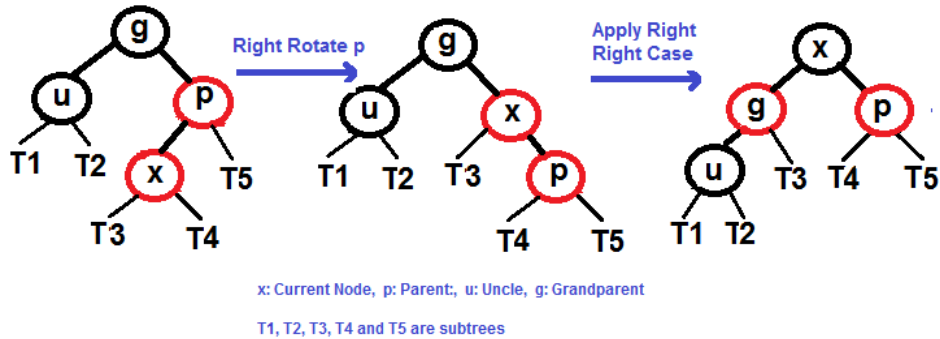 g
Right Rotate p
g
Apply Right
Right Case
x
u
p
u
x
g
p
T1
T2
x
T5
T1
T2
T3
p
u
T3
T4
T5
T3
T4
T4
T5
T1
T2
x: Current Node, p: Parent:, u: Uncle, g: Grandparent
T1, T2, T3, T4 and T5 are subtrees